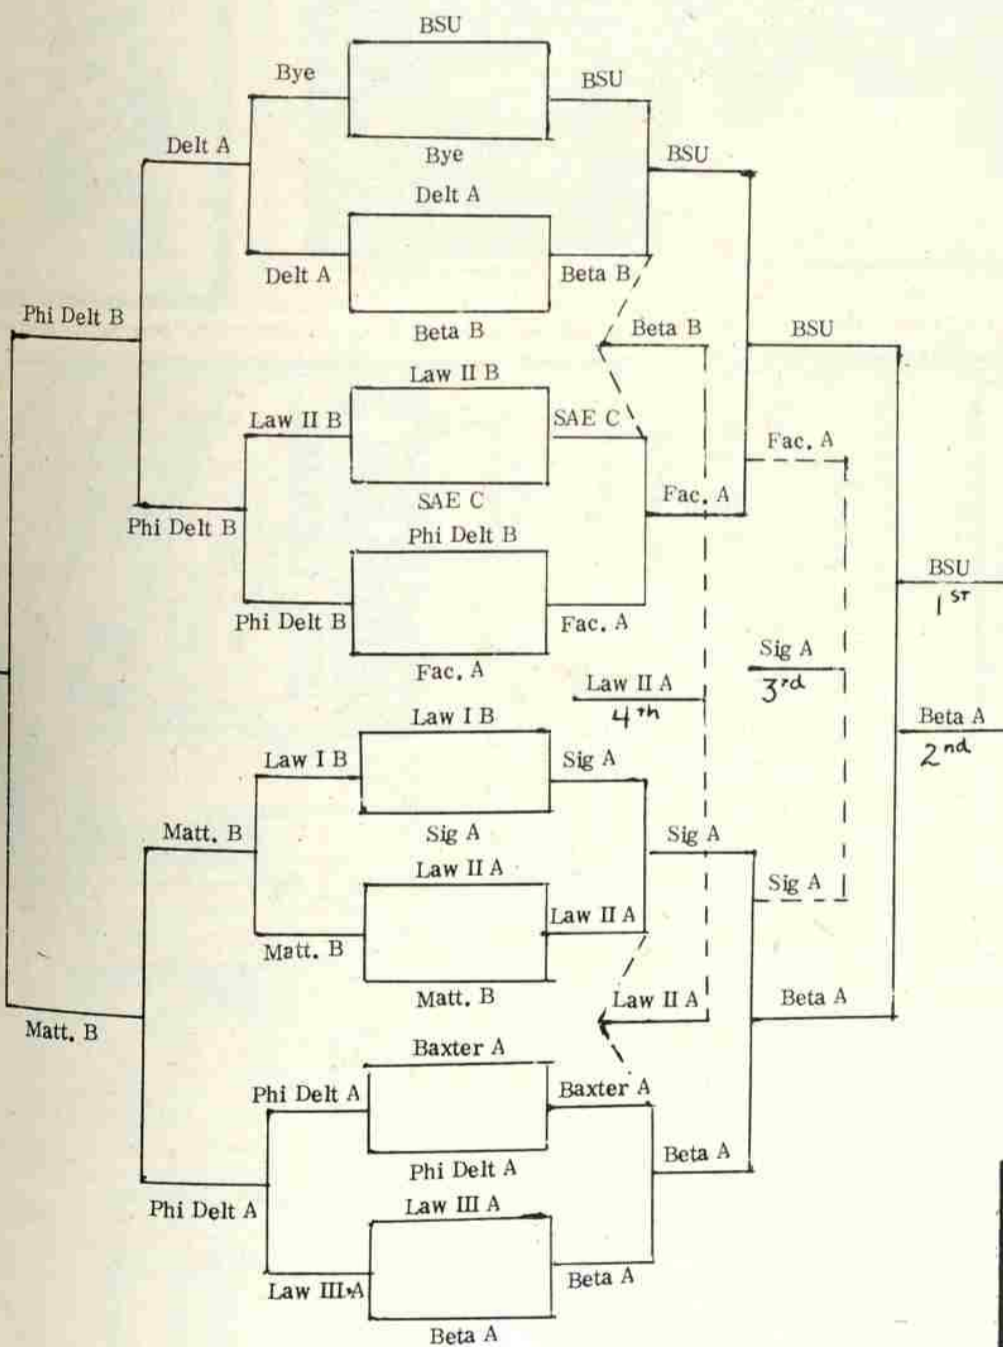 BSU
Bye
BSU
Bye
Delt A
BSU
Delt A
Delt A
Beta B
Beta B
Phi Delt B
Beta B
BSU
Law II B
Law II B
SAE C
SAE C
Fac. A
Phi Delt B
Fac. A
Phi Delt B
Phi Delt B
Fac. A
Fac. A
BSU
1 ST
Sig A
3rd
Law II A
4th
Law I B
Beta A
2nd
Law I B
Sig A
Matt. B
Sig A
Sig A
Law II A
Sig A
Matt. B
Law II A
Matt. B
Law II A
Beta A
Matt. B
Baxter A
Phi Delt A
Baxter A
Phi Delt A
Beta A
Phi Delt A
Law III A
Law III A
Beta A
Beta A